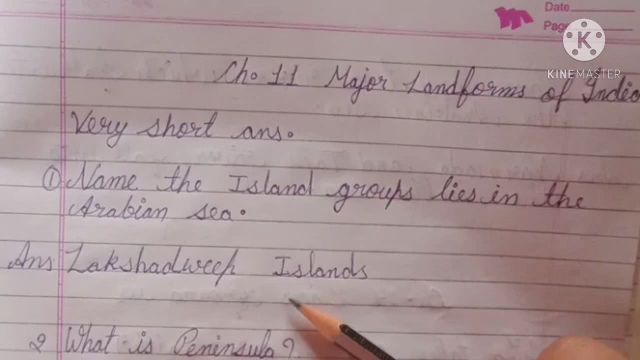 Date
Page
KINEMASTER
Ch. 11 Major Landforms of India
Very short ans.
① Name the Island groups lies in the
Arabian sea.
Ans Lakshadweep Islands
2 What is Peninsula?